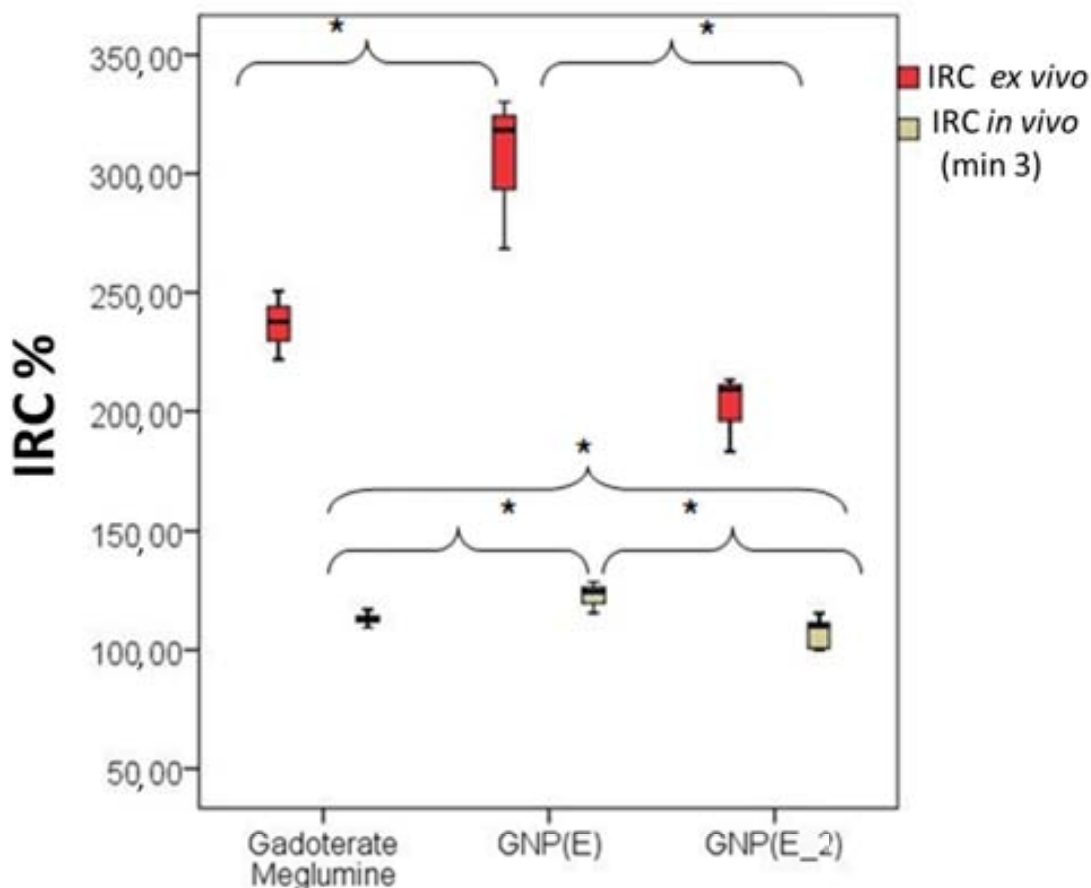 *
*
350,00
IRC ex vivo
IRC in vivo
(min 3)
300,00
250,00
IRC %
200,00
*
*
*
150,00
100,00
50,00
Gadoterate
Meglumine
GNP(E)
GNP(E_2)